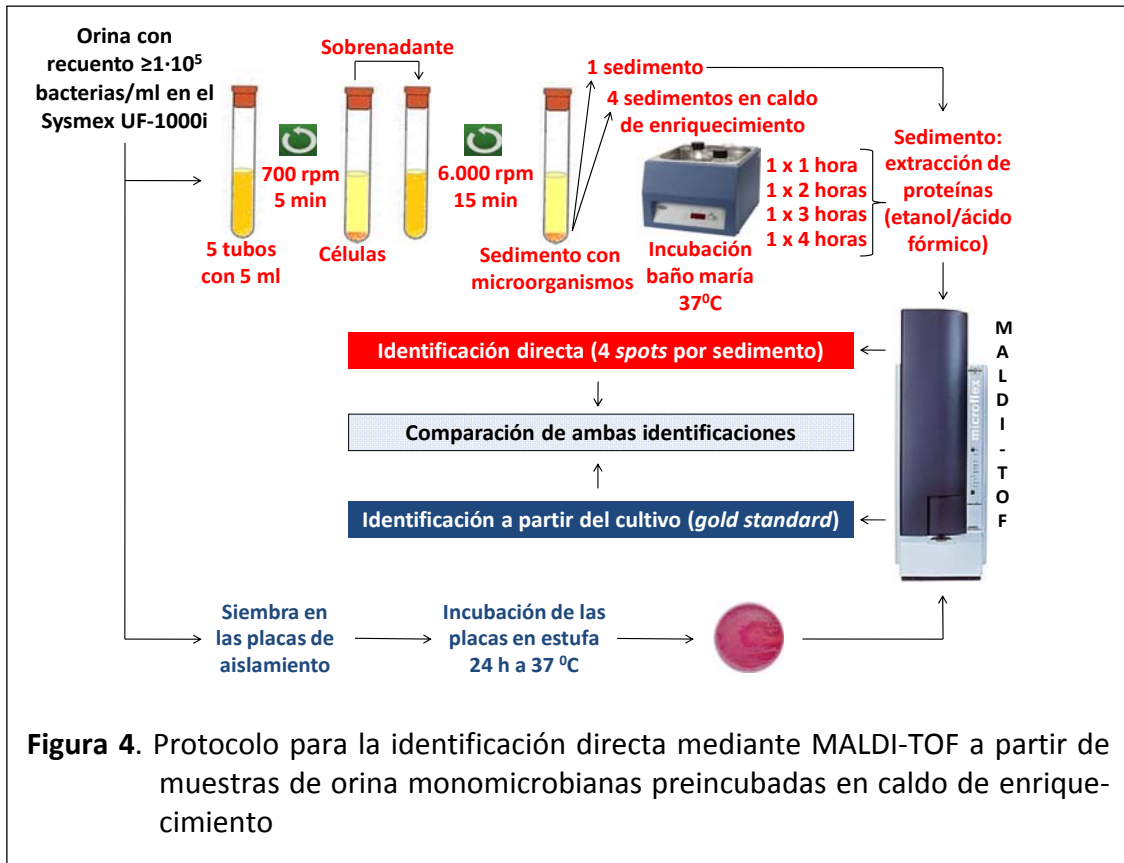 Orina con
recuento ≥1·10⁵
bacterias/ml en el
Sysmex UF-1000i
Sobrenadante
700 rpm
5 min
6.000 rpm
15 min
5 tubos
con 5 ml
Células
Sedimento con
microorganismos
1 sedimento
4 sedimentos en caldo
de enriquecimiento
1 x 1 hora
1 x 2 horas
1 x 3 horas
1 x 4 horas
Incubación
baño maría
37⁰C
Sedimento:
extracción de
proteínas
(etanol/ácido
fórmico)
Identificación directa (4 spots por sedimento)
Comparación de ambas identificaciones
Identificación a partir del cultivo (gold standard)
microflex
M
A
L
D
I
-
T
O
F
Siembra en
las placas de
aislamiento
Incubación de las
placas en estufa
24 h a 37 ⁰C
Figura 4. Protocolo para la identificación directa mediante MALDI-TOF a partir de
muestras de orina monomicrobianas preincubadas en caldo de enrique-
cimiento